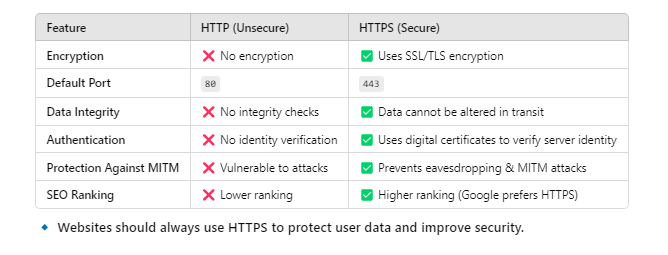 Feature HTTP (Unsecure) HTTPS (Secure)
Encryption ❌ No encryption ✅ Uses SSL/TLS encryption
Default Port 80 443
Data Integrity ❌ No integrity checks ✅ Data cannot be altered in transit
Authentication ❌ No identity verification ✅ Uses digital certificates to verify server identity
Protection Against MITM ❌ Vulnerable to attacks ✅ Prevents eavesdropping & MITM attacks
SEO Ranking ❌ Lower ranking ✅ Higher ranking (Google prefers HTTPS)
🔹 Websites should always use HTTPS to protect user data and improve security.